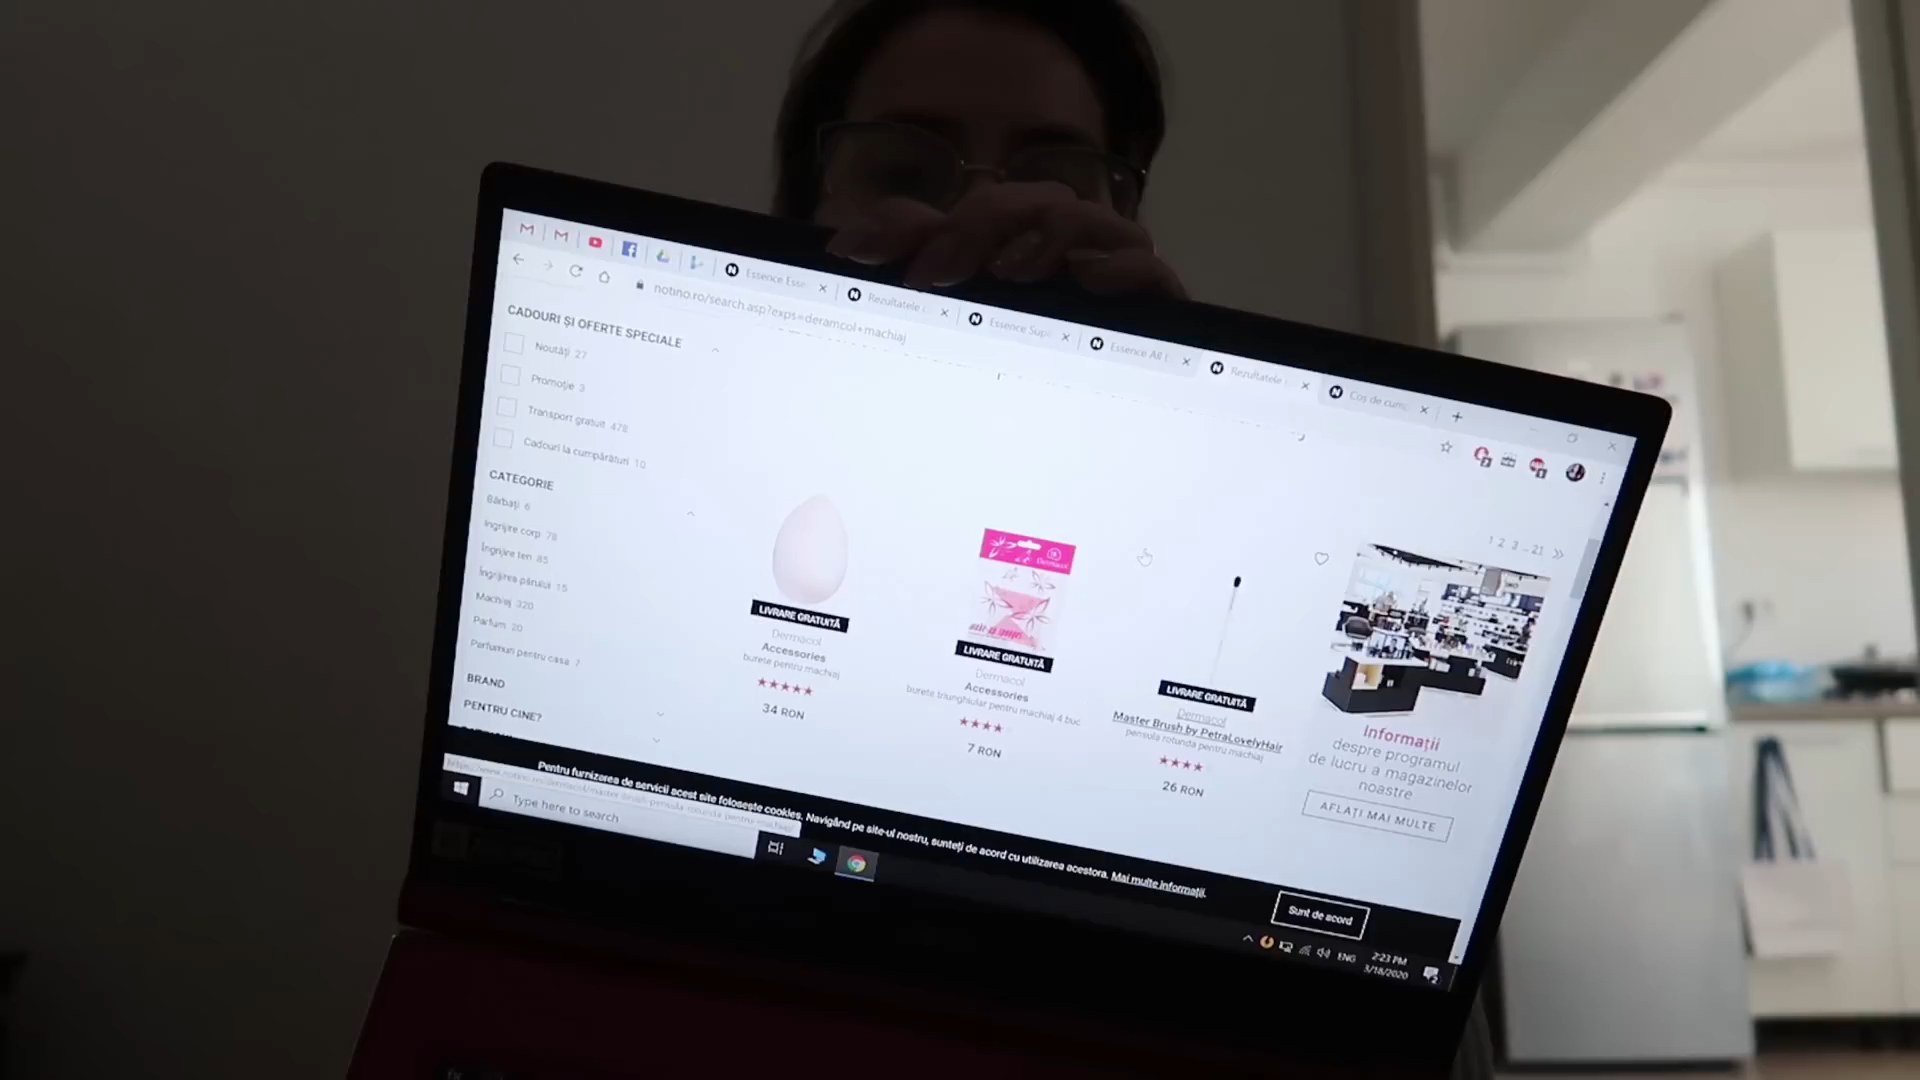 Essence Esse
Rezultatele
Essence Sup
Essence All
Rezultatele
Coș de cum
notino.ro/search.asp?exps=deramcol+machiaj
CADOURI ȘI OFERTE SPECIALE
Noutăți 27
Promoție 3
Transport gratuit 478
Cadouri la cumpărături 10
CATEGORIE
Bărbați 6
Îngrijire corp 78
Îngrijire ten 85
Îngrijirea părului 15
Machiaj 320
Parfum 20
Parfumuri pentru casa 7
BRAND
PENTRU CINE?
1 2 3 ... 21 »
Dermacol
LIVRARE GRATUITĂ
Dermacol
Accessories
burete pentru machiaj
★★★★★
34 RON
make-up sponges
LIVRARE GRATUITĂ
Dermacol
Accessories
burete triunghiular pentru machiaj 4 buc
★★★★
7 RON
LIVRARE GRATUITĂ
Dermacol
Master Brush by PetraLovelyHair
pensula rotunda pentru machiaj
★★★★
26 RON
Informații
despre programul
de lucru a magazinelor
noastre
AFLAȚI MAI MULTE
Pentru furnizarea de servicii acest site folosește cookies. Navigând pe site-ul nostru, sunteți de acord cu utilizarea acestora. Mai multe informații.
Sunt de acord
Type here to search
ENG
2:23 PM
3/18/2020